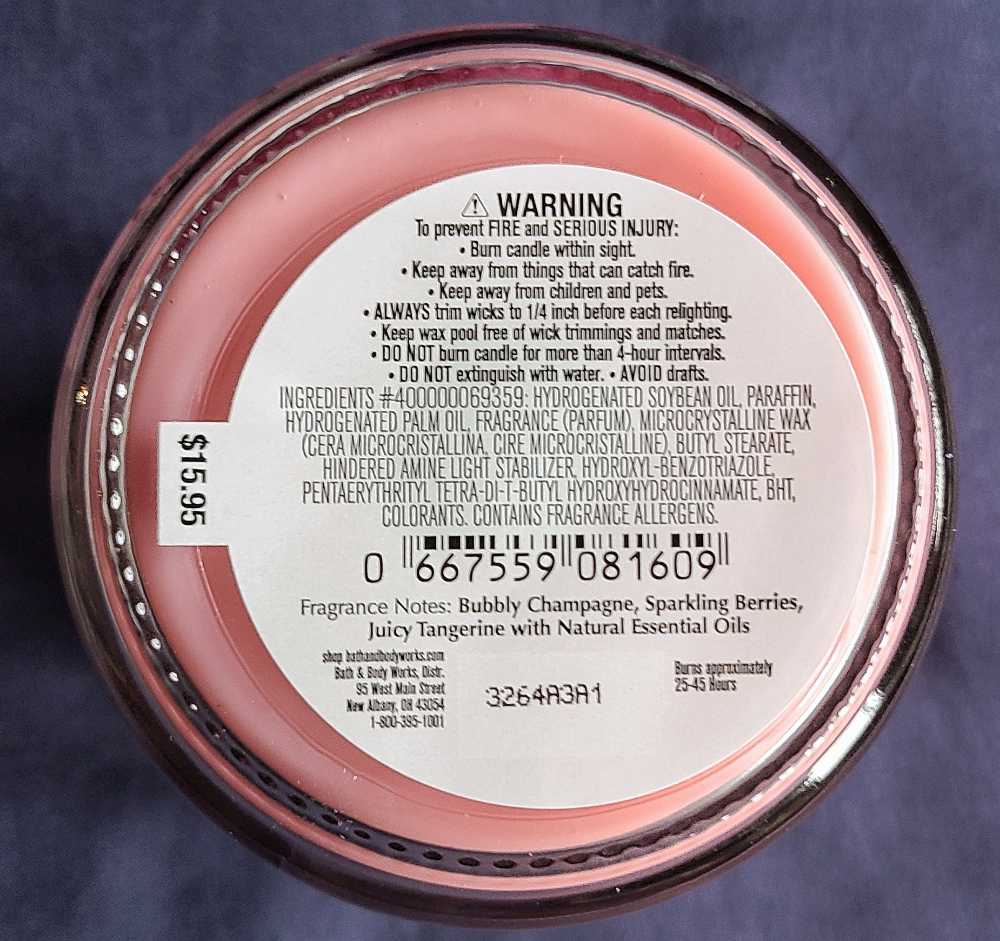 ⚠ WARNING
To prevent FIRE and SERIOUS INJURY:
• Burn candle within sight.
• Keep away from things that can catch fire.
• Keep away from children and pets.
• ALWAYS trim wicks to 1/4 inch before each relighting.
• Keep wax pool free of wick trimmings and matches.
• DO NOT burn candle for more than 4-hour intervals.
• DO NOT extinguish with water. • AVOID drafts.
INGREDIENTS #400000069359: HYDROGENATED SOYBEAN OIL, PARAFFIN,
HYDROGENATED PALM OIL, FRAGRANCE (PARFUM), MICROCRYSTALLINE WAX
(CERA MICROCRISTALLINA, CIRE MICROCRISTALLINE), BUTYL STEARATE,
HINDERED AMINE LIGHT STABILIZER, HYDROXYL-BENZOTRIAZOLE,
PENTAERYTHRITYL TETRA-DI-T-BUTYL HYDROXYHYDROCINNAMATE, BHT,
COLORANTS. CONTAINS FRAGRANCE ALLERGENS.
$15.95
0 667559 081609
Fragrance Notes: Bubbly Champagne, Sparkling Berries,
Juicy Tangerine with Natural Essential Oils
shop bathandbodyworks.com
Bath & Body Works, Distr.
95 West Main Street
New Albany, OH 43054
1-800-395-1001
3264A3A1
Burns approximately
25-45 Hours